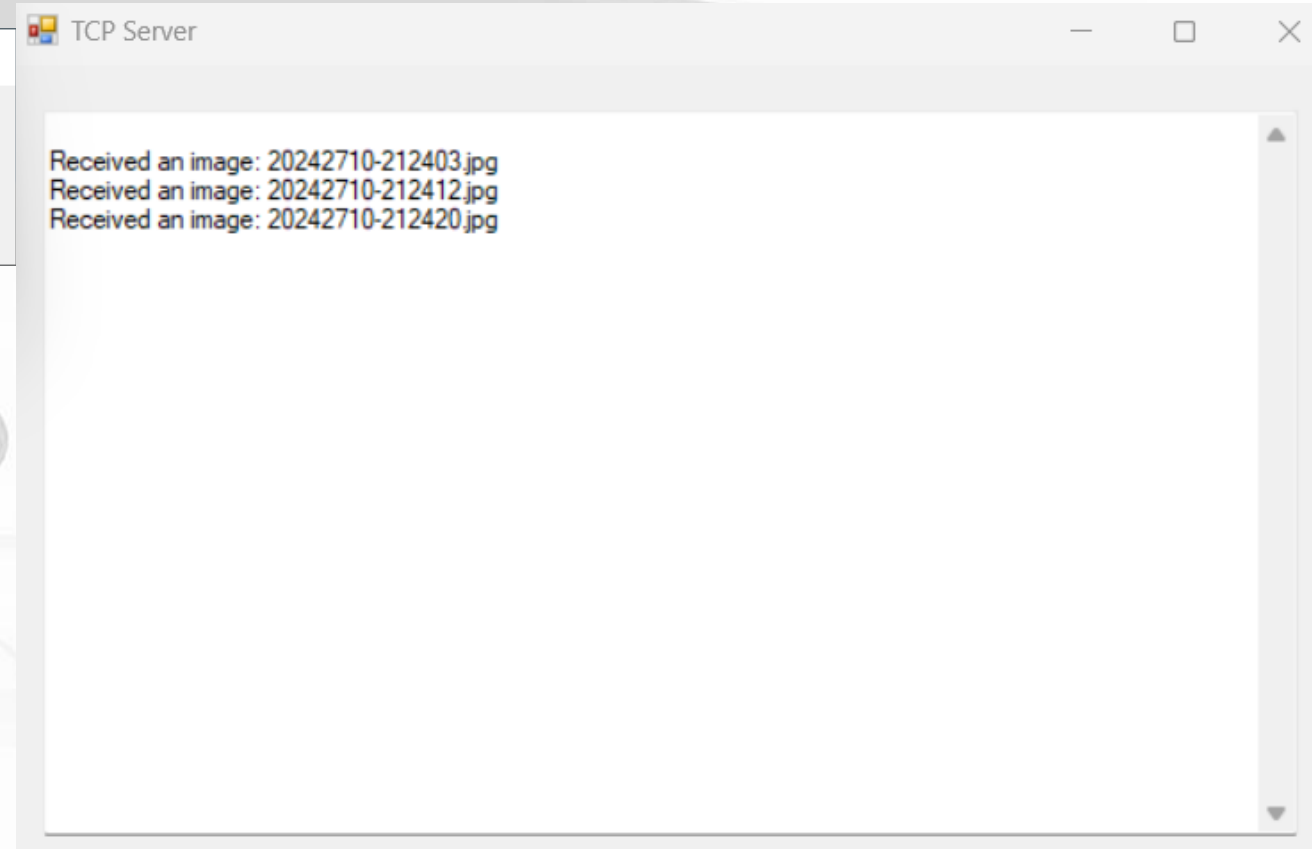 TCP Server
Received an image: 20242710-212403.jpg
Received an image: 20242710-212412.jpg
Received an image: 20242710-212420.jpg